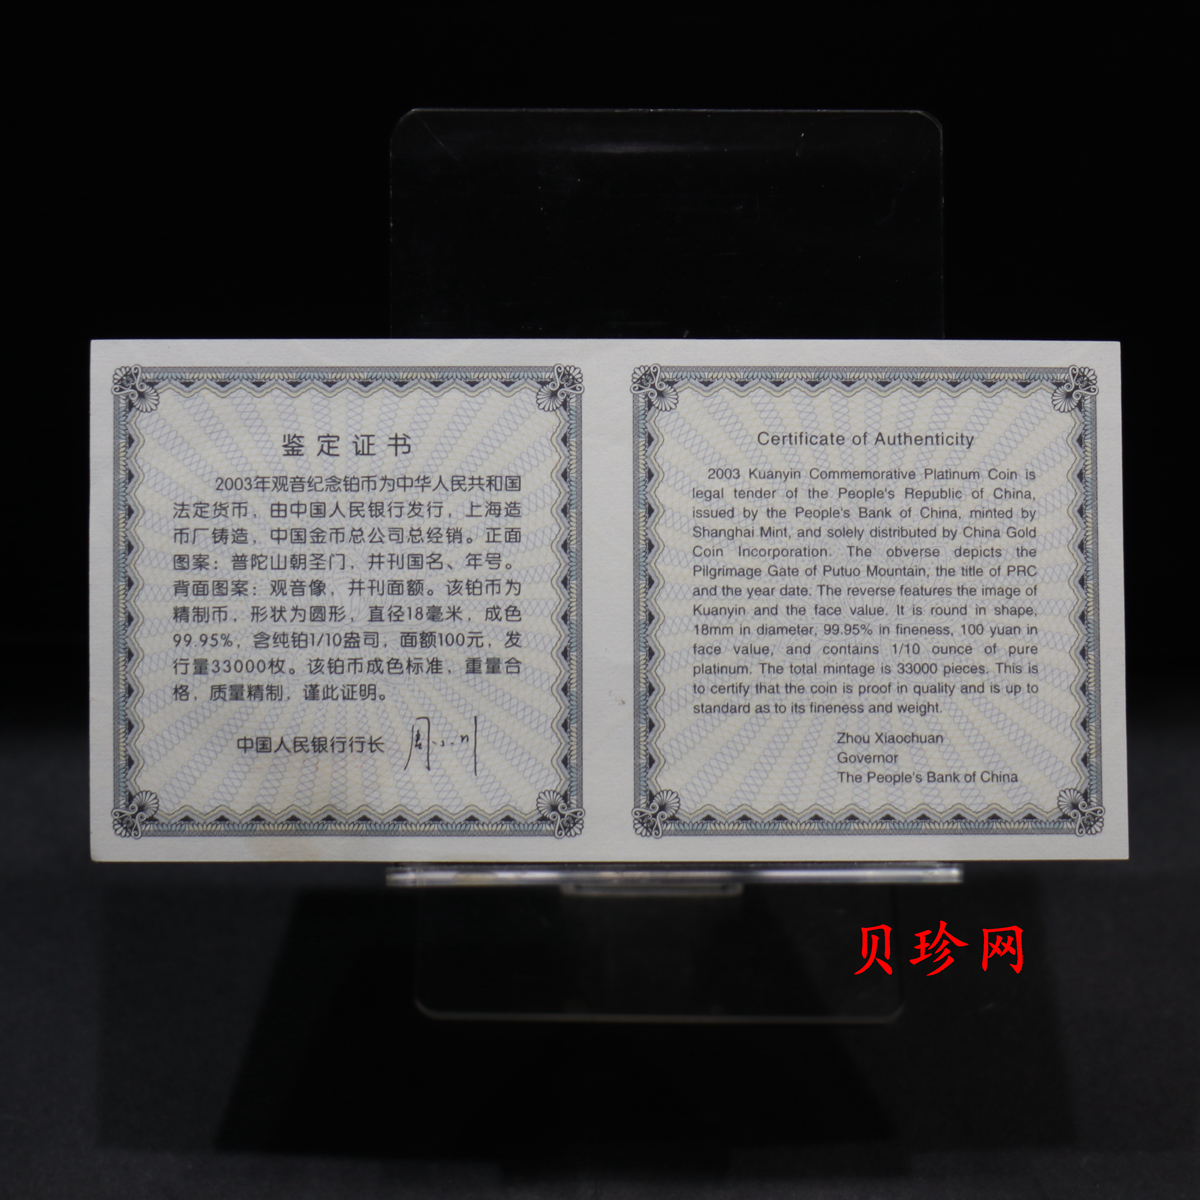 鉴定证书
2003年观音纪念铂币为中华人民共和国
法定货币，由中国人民银行发行，上海造
币厂铸造，中国金币总公司总经销。正面
图案：普陀山朝圣门，并刊国名、年号。
背面图案：观音像，并刊面额。该铂币为
精制币，形状为圆形，直径18毫米，成色
99.95%，含纯铂1/10盎司，面额100元，发
行量33000枚。该铂币成色标准，重量合
格，质量精制，谨此证明。
中国人民银行行长 周小川
Certificate of Authenticity
2003 Kuanyin Commemorative Platinum Coin is
legal tender of the People's Republic of China,
issued by the People's Bank of China, minted by
Shanghai Mint, and solely distributed by China Gold
Coin Incorporation. The obverse depicts the
Pilgrimage Gate of Putuo Mountain, the title of PRC
and the year date. The reverse features the image of
Kuanyin and the face value. It is round in shape,
18mm in diameter, 99.95% in fineness, 100 yuan in
face value, and contains 1/10 ounce of pure
platinum. The total mintage is 33000 pieces. This is
to certify that the coin is proof in quality and is up to
standard as to its fineness and weight.
Zhou Xiaochuan
Governor
The People's Bank of China
贝珍网